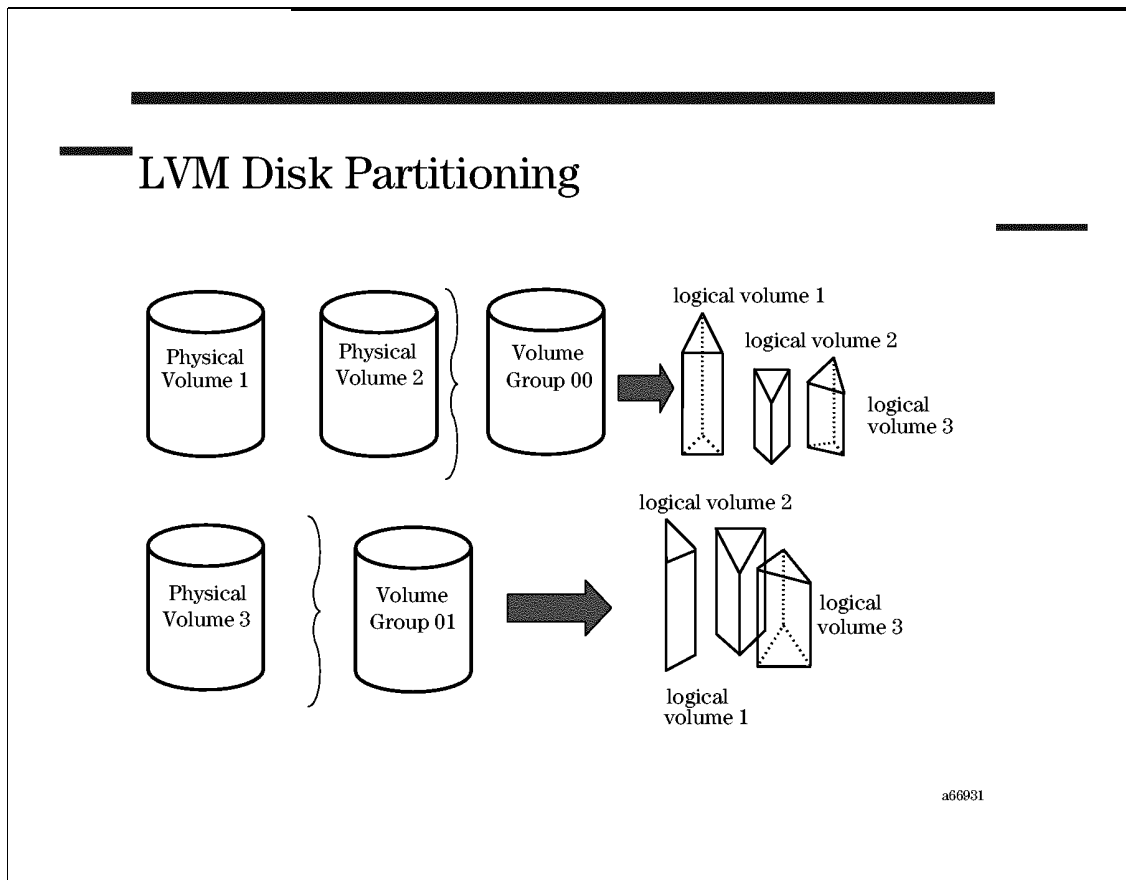 LVM Disk Partitioning
Physical
Volume 1
Physical
Volume 2
Volume
Group 00
logical volume 1
logical volume 2
logical
volume 3
Physical
Volume 3
Volume
Group 01
logical volume 2
logical
volume 3
logical
volume 1
a66931